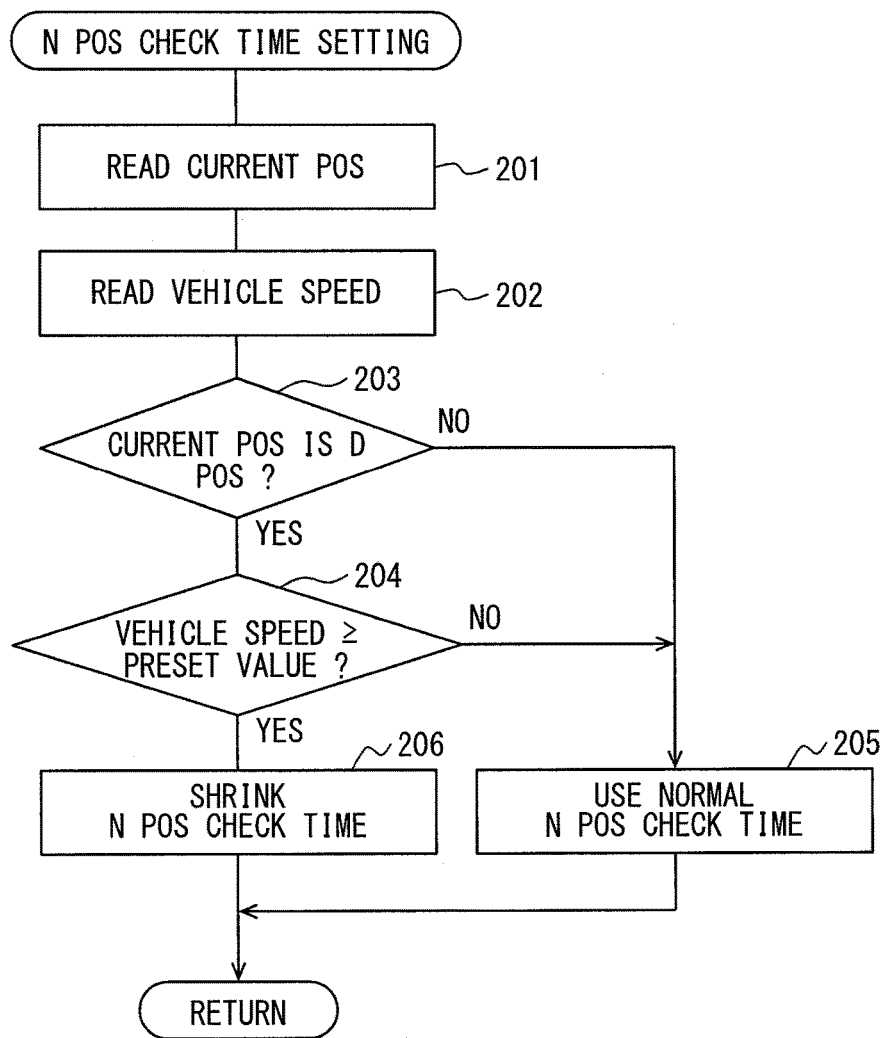 N POS CHECK TIME SETTING
READ CURRENT POS
201
READ VEHICLE SPEED
202
203
CURRENT POS IS D
POS ?
NO
YES
204
VEHICLE SPEED ≥
PRESET VALUE ?
NO
YES
206
SHRINK
N POS CHECK TIME
205
USE NORMAL
N POS CHECK TIME
RETURN